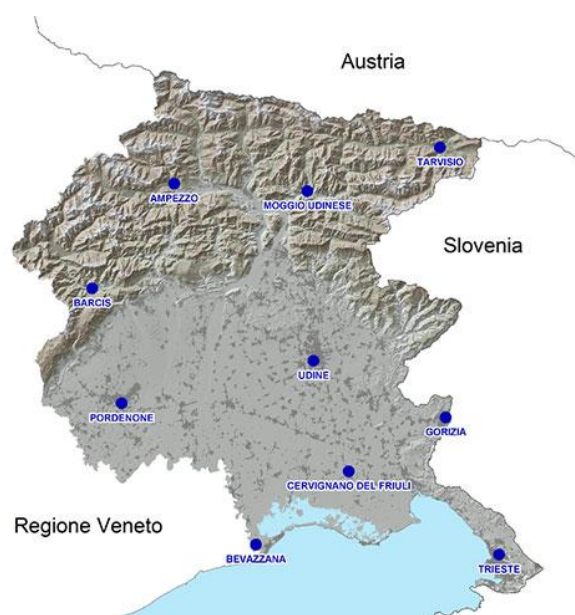 Austria
TARVISIO
AMPEZZO
MOGGIO UDINESE
Slovenia
BARCIS
UDINE
PORDENONE
GORIZIA
CERVIGNANO DEL FRIULI
Regione Veneto
BEVAZZANA
TRIESTE